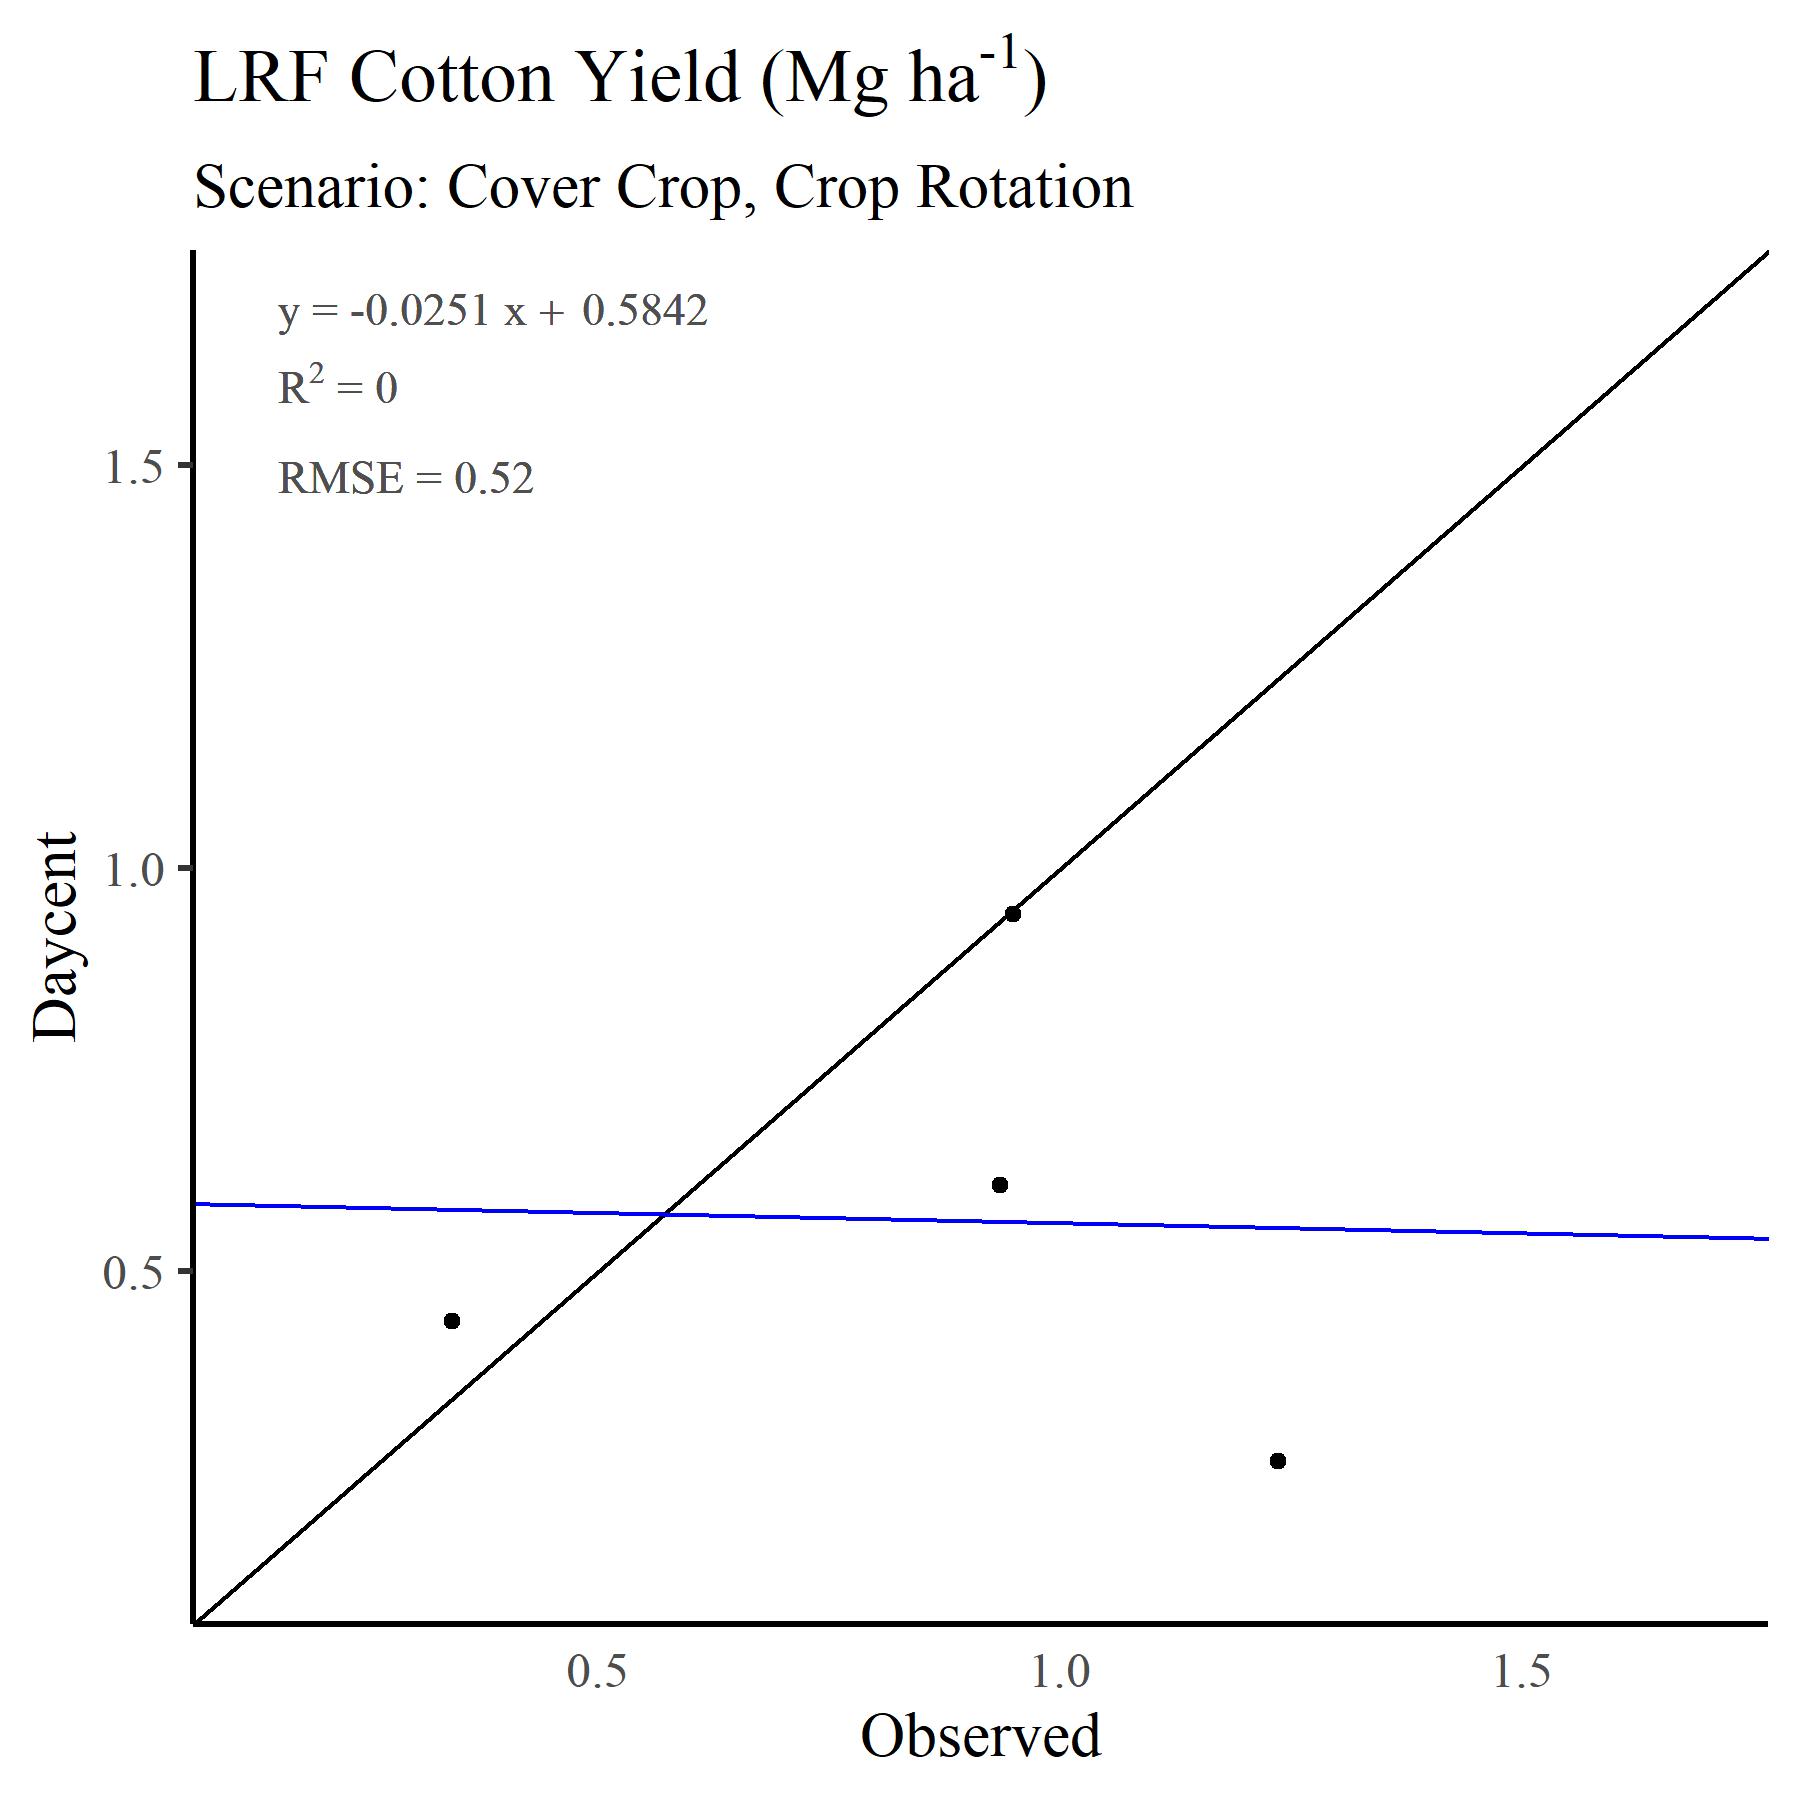 LRF Cotton Yield (Mg ha⁻¹)
Scenario: Cover Crop, Crop Rotation
y = -0.0251 x + 0.5842
R² = 0
RMSE = 0.52
1.5
1.0
0.5
Daycent
0.5 1.0 1.5
Observed